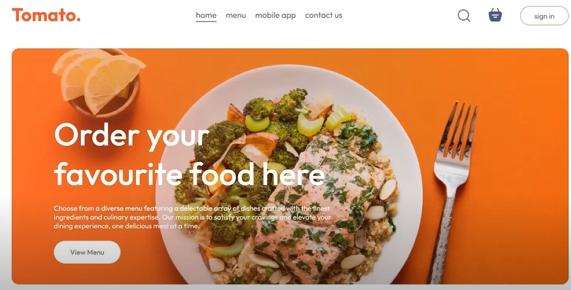 Tomato.
home menu mobile app contact us
sign in
Order your
favourite food here
Choose from a diverse menu featuring a delectable array of dishes crafted with the finest
ingredients and culinary expertise. Our mission is to satisfy your cravings and elevate your
dining experience, one delicious meal at a time.
View Menu